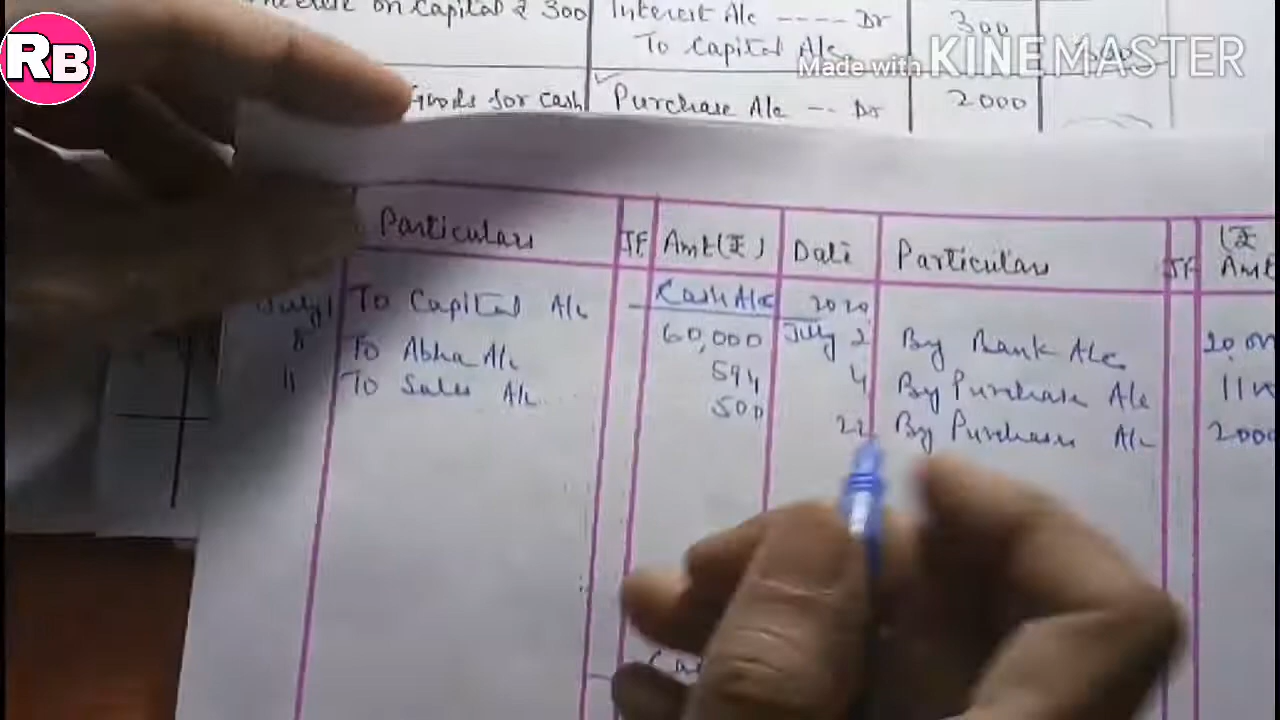 RB
on Capital ₹ 300 Interest A/c ---- Dr 300
To Capital A/c
Made with KINEMASTER
Goods for cash Purchase A/c -- Dr 2000
Particulars JF Amt(₹) Date Particulars JF (₹ Amt
Cash A/c 2020
July 1 To Capital A/c 60,000 July 2 By Bank A/c
8 To Abha A/c 594 4 By Purchase A/c
11 To Sales A/c 500 22 By Purchase A/c 2000